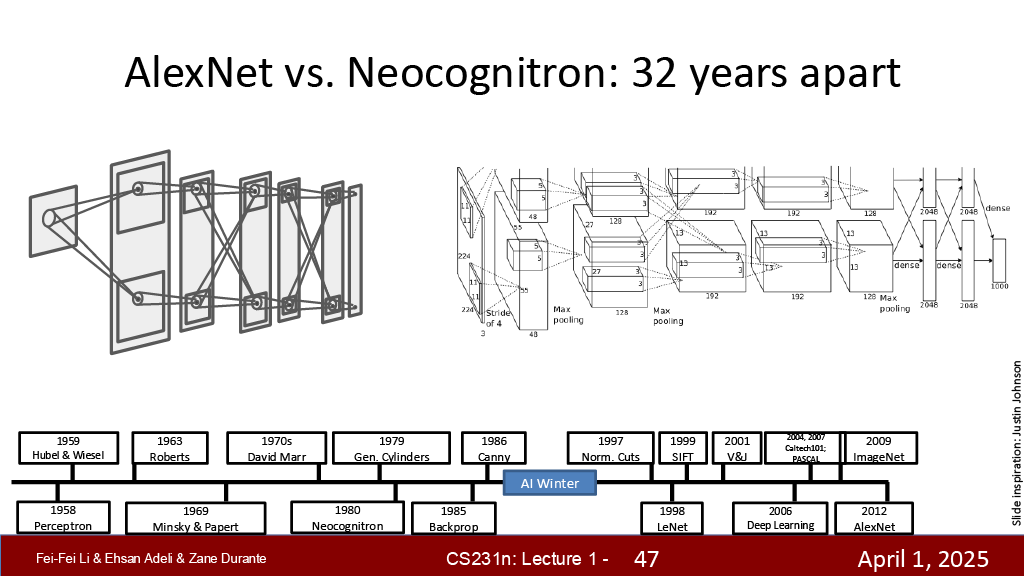 AlexNet vs. Neocognitron: 32 years apart
11
11
224
5
5
48
55
27
3
3
3
128
3
3
192
3
3
192
128
2048
2048
dense
11
11
224
3
Stride
of 4
5
5
55
48
Max
pooling
27
3
3
3
128
Max
pooling
13
13
3
3
192
13
13
3
3
192
13
13
128
Max
pooling
dense
dense
2048
2048
1000
1959
Hubel & Wiesel
1963
Roberts
1970s
David Marr
1979
Gen. Cylinders
1986
Canny
1997
Norm. Cuts
1999
SIFT
2001
V&J
2004, 2007
Caltech101;
PASCAL
2009
ImageNet
AI Winter
1958
Perceptron
1969
Minsky & Papert
1980
Neocognitron
1985
Backprop
1998
LeNet
2006
Deep Learning
2012
AlexNet
Slide inspiration: Justin Johnson
Fei-Fei Li & Ehsan Adeli & Zane Durante
CS231n: Lecture 1 - 47
April 1, 2025